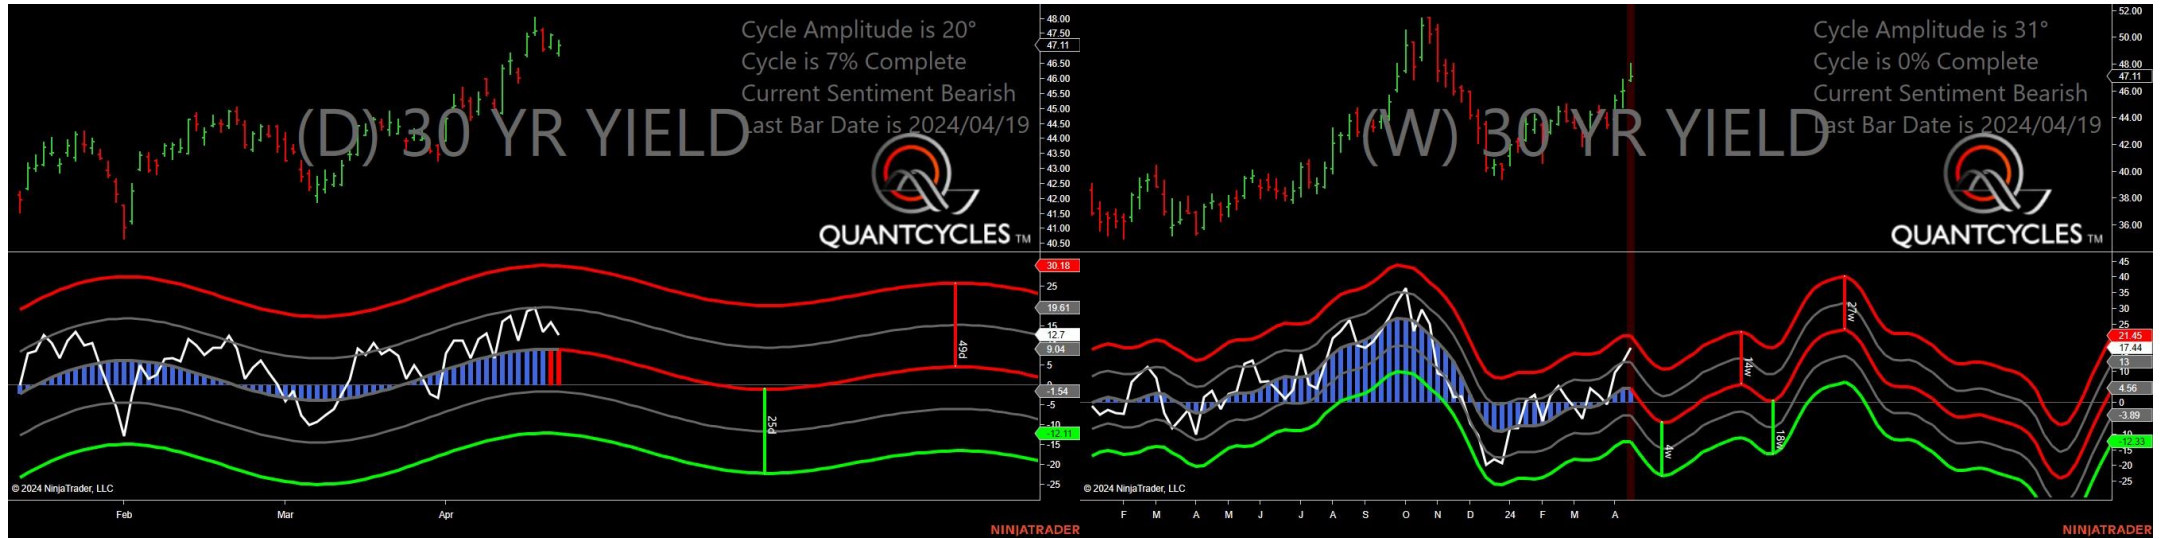 Cycle Amplitude is 20°
Cycle is 7% Complete
Current Sentiment Bearish
Last Bar Date is 2024/04/19
(D) 30 YR YIELD
QUANTCYCLES TM
48.00
47.50
47.11
46.50
46.00
45.50
45.00
44.50
44.00
43.50
43.00
42.50
42.00
41.50
41.00
40.50
30.18
25
19.61
15
12.7
9.04
5
0
-1.54
-5
-10
-12.11
-15
-20
-25
49d
25d
© 2024 NinjaTrader, LLC
Feb Mar Apr
NINJATRADER
Cycle Amplitude is 31°
Cycle is 0% Complete
Current Sentiment Bearish
Last Bar Date is 2024/04/19
(W) 30 YR YIELD
QUANTCYCLES TM
52.00
50.00
48.00
47.11
46.00
44.00
42.00
40.00
38.00
36.00
45
40
35
30
25
21.45
17.44
13
10
4.56
0
-3.89
-10
-12.33
-15
-20
-25
27w
14w
18w
4w
© 2024 NinjaTrader, LLC
F M A M J J A S O N D 24 F M A
NINJATRADER